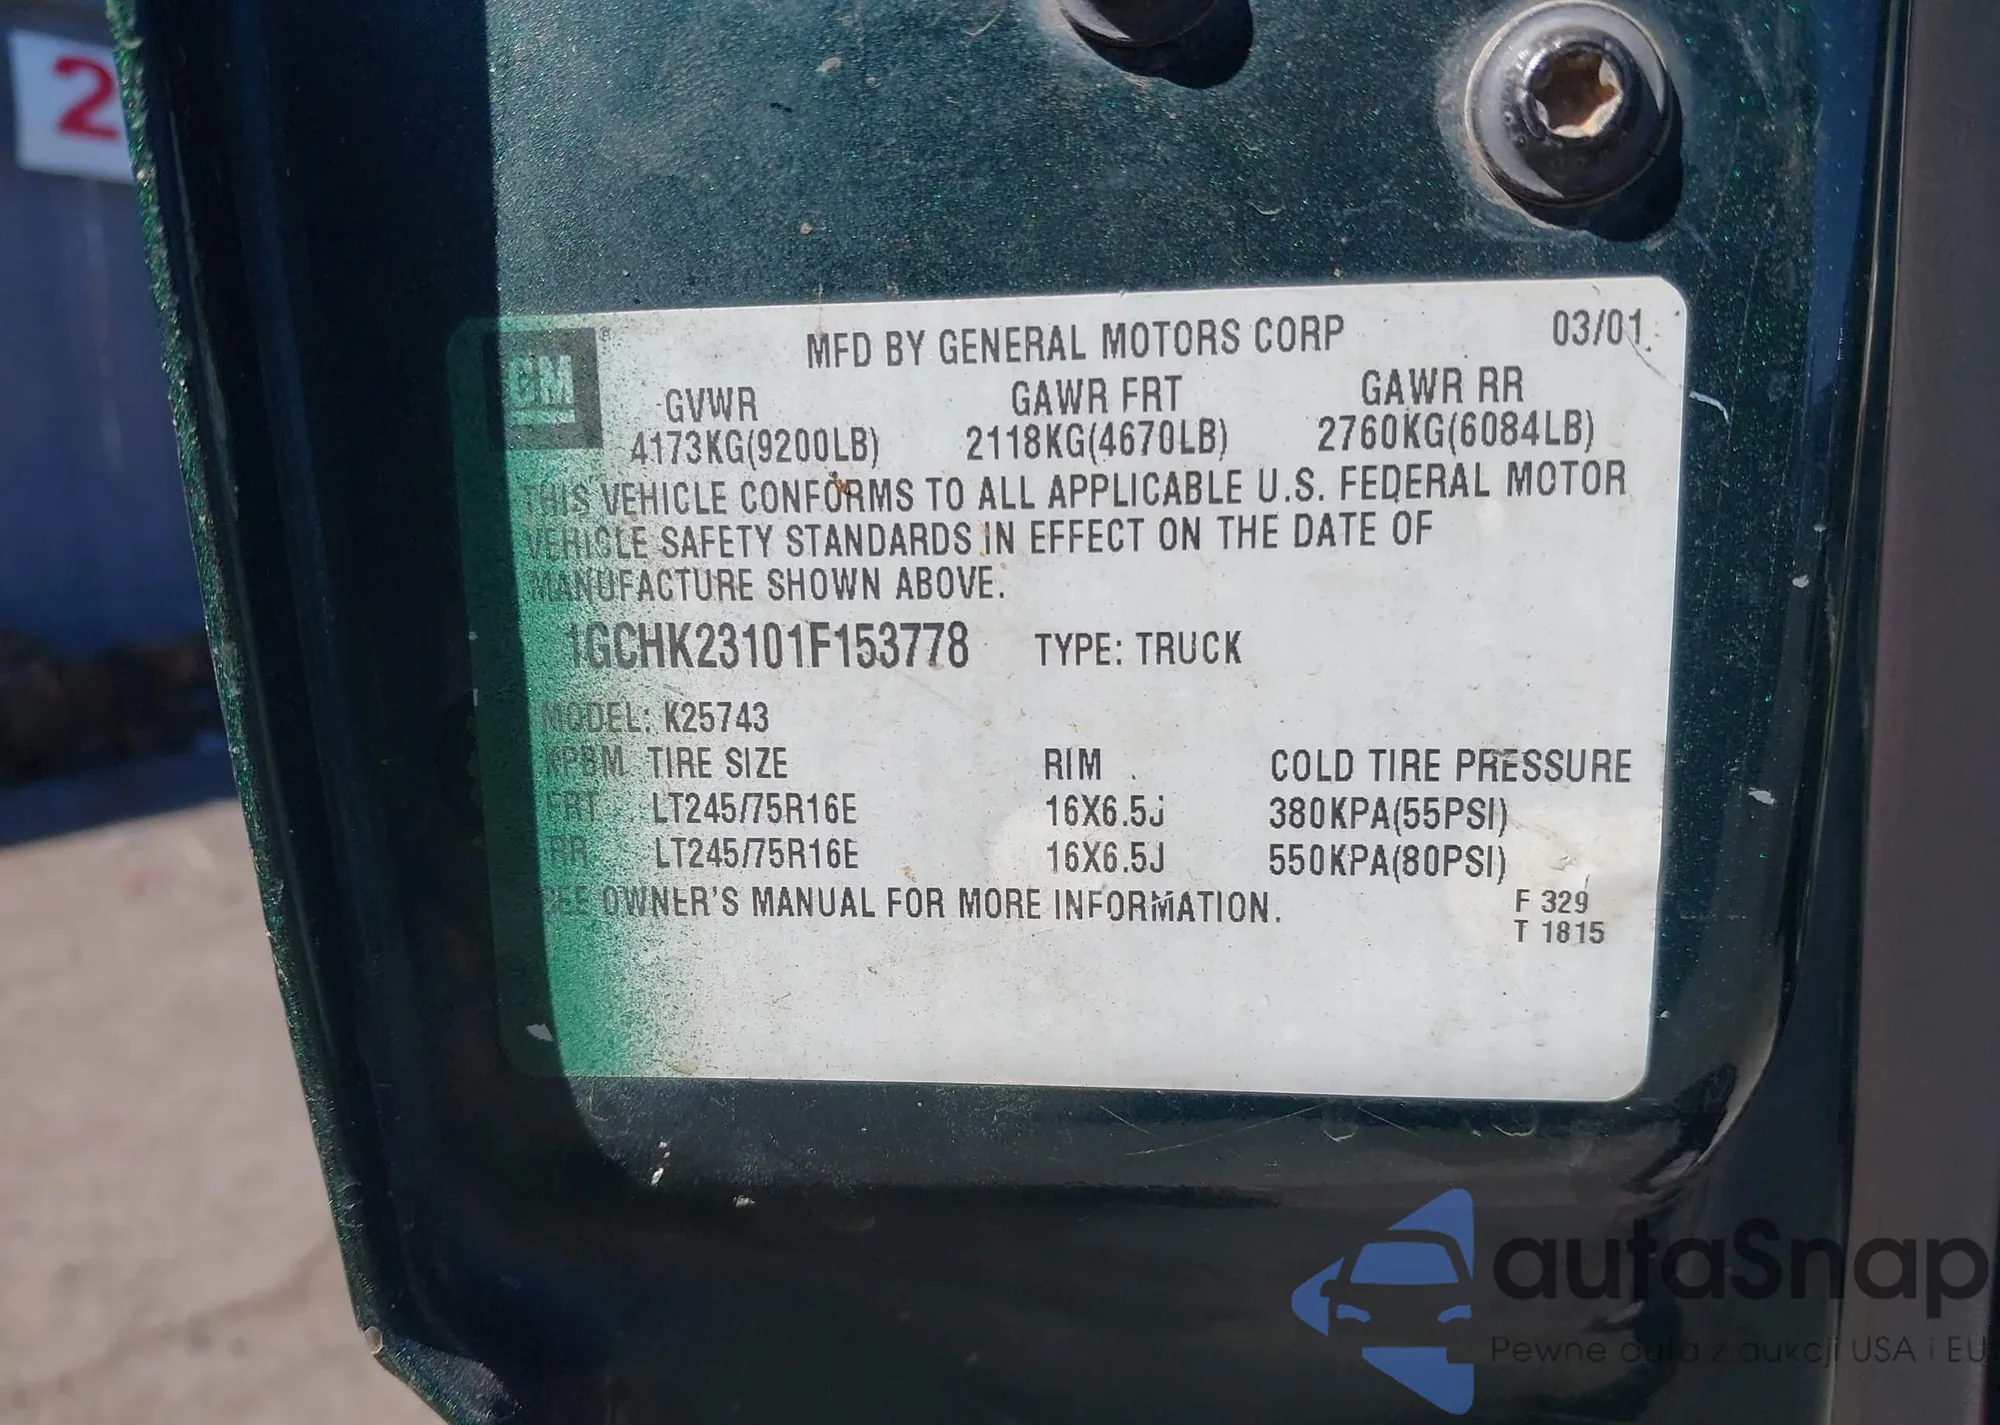 2
GM
MFD BY GENERAL MOTORS CORP 03/01
GVWR GAWR FRT GAWR RR
4173KG(9200LB) 2118KG(4670LB) 2760KG(6084LB)
THIS VEHICLE CONFORMS TO ALL APPLICABLE U.S. FEDERAL MOTOR
VEHICLE SAFETY STANDARDS IN EFFECT ON THE DATE OF
MANUFACTURE SHOWN ABOVE.
1GCHK23101F153778 TYPE: TRUCK
MODEL: K25743
KPBM TIRE SIZE RIM COLD TIRE PRESSURE
FRT LT245/75R16E 16X6.5J 380KPA(55PSI)
RR LT245/75R16E 16X6.5J 550KPA(80PSI)
SEE OWNER'S MANUAL FOR MORE INFORMATION.
F 329
T 1815
autaSnap
Pewne auta z aukcji USA i EU